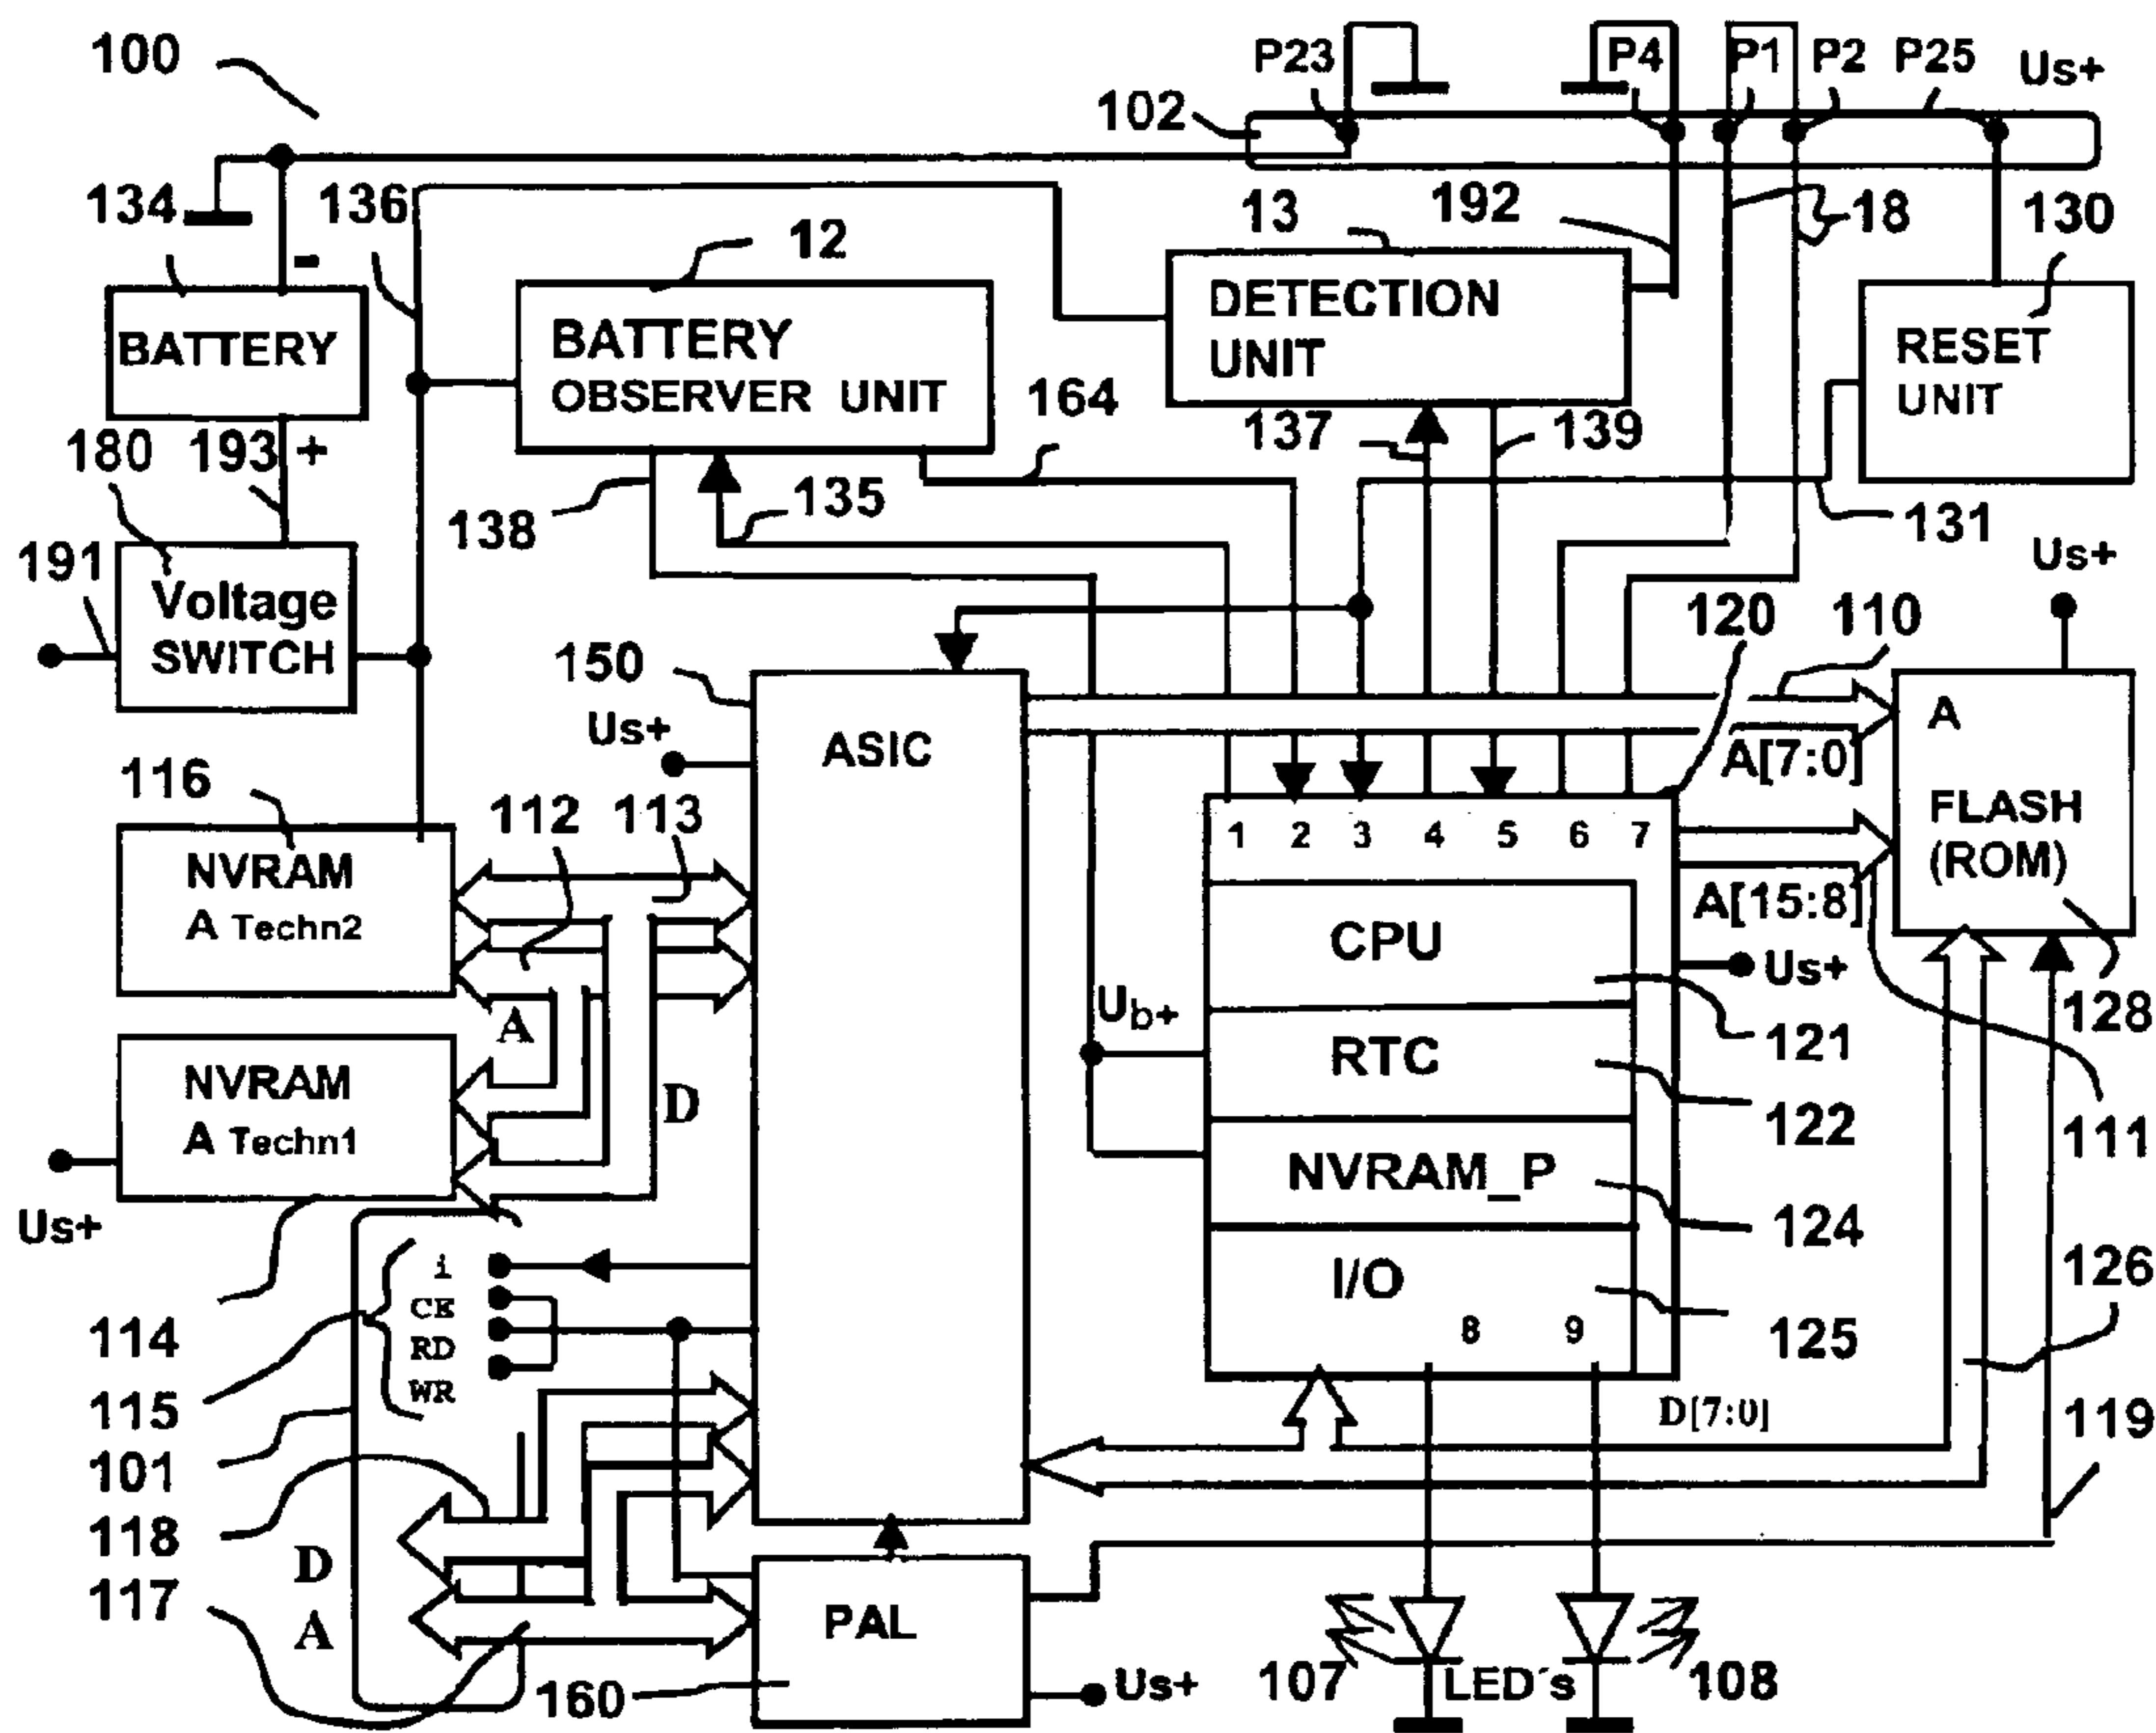 100
P23
P4
P1
P2
P25
Us+
102
134
-
136
12
13
192
18
130
BATTERY
BATTERY
OBSERVER UNIT
DETECTION
UNIT
RESET
UNIT
164
180
193
+
137
139
138
135
131
191
Voltage
SWITCH
Us+
150
120
110
Us+
ASIC
A
A[7:0]
116
112
113
FLASH
(ROM)
1 2 3 4 5 6 7
NVRAM
A Techn2
A[15:8]
CPU
Us+
A
Ub+
128
121
NVRAM
A Techn1
D
RTC
122
111
NVRAM_P
124
Us+
i
CE
RD
WR
I/O
126
114
8 9
125
115
D[7:0]
119
101
118
D
117
A
PAL
160
Us+
107
LED´s
108